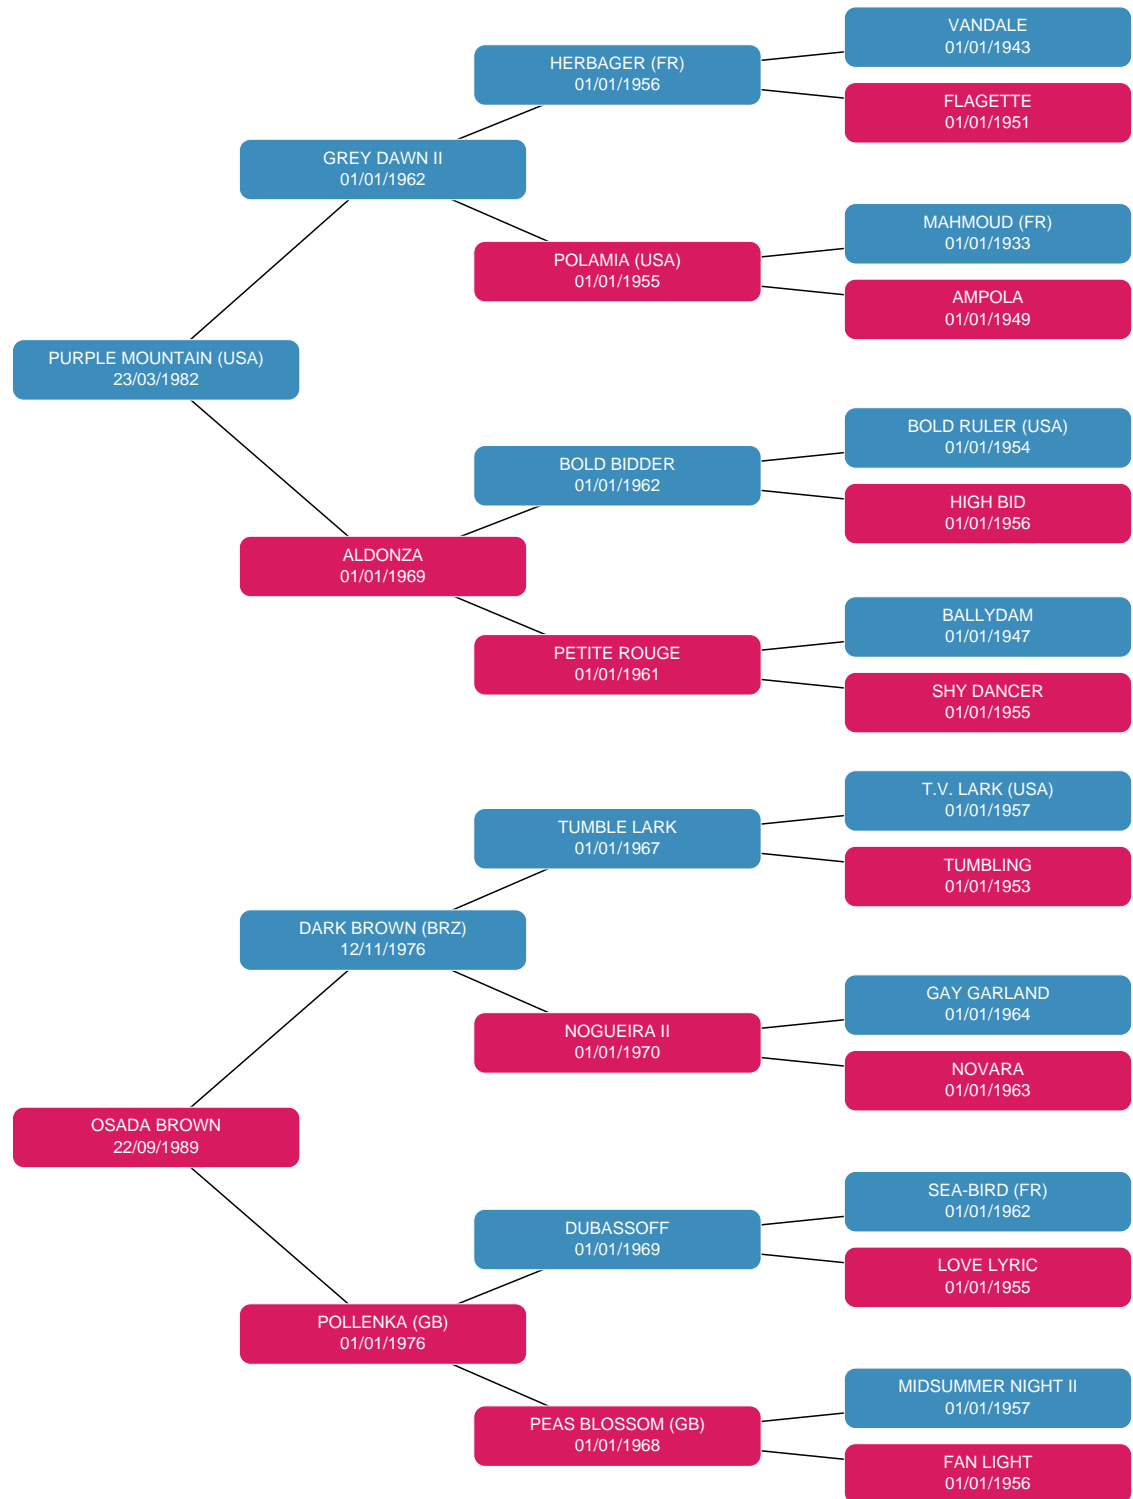 VANDALE
01/01/1943
HERBAGER (FR)
01/01/1956
FLAGETTE
01/01/1951
GREY DAWN II
01/01/1962
MAHMOUD (FR)
01/01/1933
POLAMIA (USA)
01/01/1955
AMPOLA
01/01/1949
PURPLE MOUNTAIN (USA)
23/03/1982
BOLD RULER (USA)
01/01/1954
BOLD BIDDER
01/01/1962
HIGH BID
01/01/1956
ALDONZA
01/01/1969
BALLYDAM
01/01/1947
PETITE ROUGE
01/01/1961
SHY DANCER
01/01/1955
T.V. LARK (USA)
01/01/1957
TUMBLE LARK
01/01/1967
TUMBLING
01/01/1953
DARK BROWN (BRZ)
12/11/1976
GAY GARLAND
01/01/1964
NOGUEIRA II
01/01/1970
NOVARA
01/01/1963
OSADA BROWN
22/09/1989
SEA-BIRD (FR)
01/01/1962
DUBASSOFF
01/01/1969
LOVE LYRIC
01/01/1955
POLLENKA (GB)
01/01/1976
MIDSUMMER NIGHT II
01/01/1957
PEAS BLOSSOM (GB)
01/01/1968
FAN LIGHT
01/01/1956